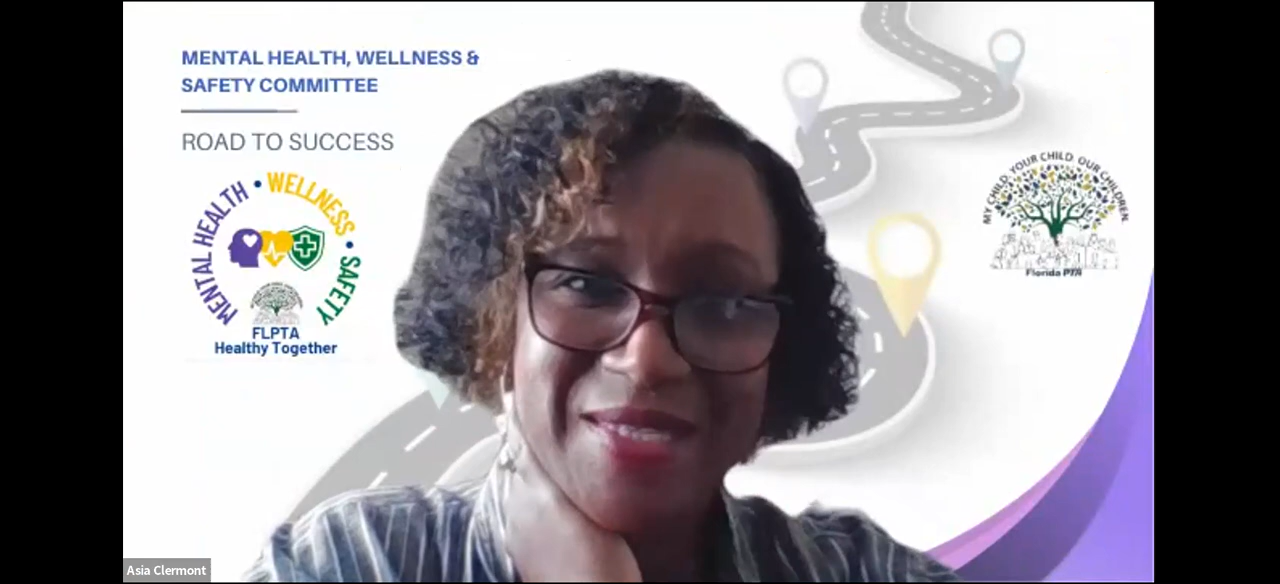 MENTAL HEALTH, WELLNESS &
SAFETY COMMITTEE
ROAD TO SUCCESS
MENTAL HEALTH • WELLNESS • SAFETY
FLPTA
Healthy Together
MY CHILD. YOUR CHILD. OUR CHILDREN.
Florida PTA
Asia Clermont